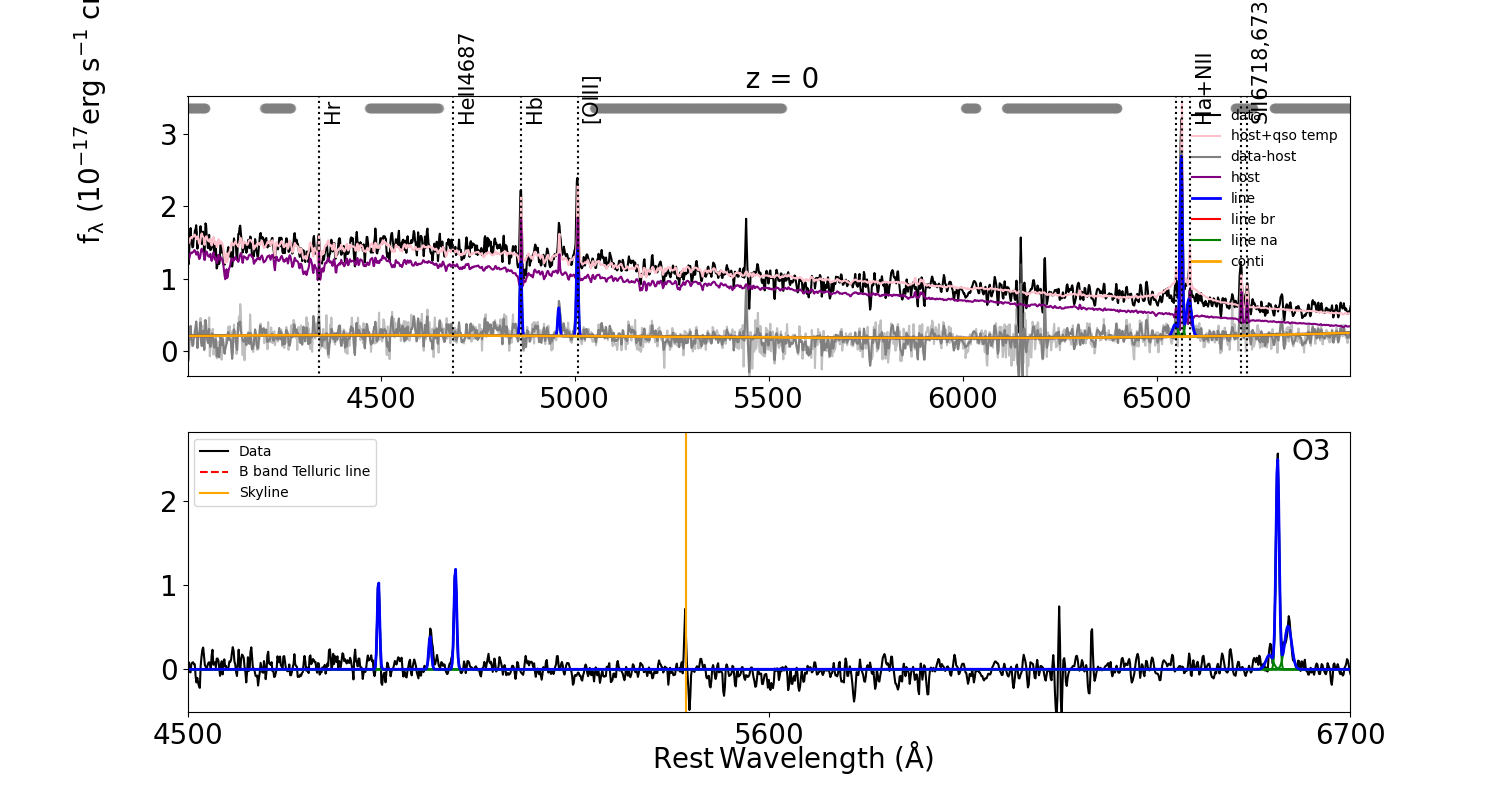 z = 0
f_λ (10^−17 erg s^−1 c
Hr
HeII4687
Hb
[OIII]
Ha+NII
SII6718,673
data
host+qso temp
data-host
host
line
line br
line na
conti
3
2
1
0
4500 5000 5500 6000 6500
Data
B band Telluric line
Skyline
O3
2
1
0
4500 5600 6700
Rest Wavelength (Å)